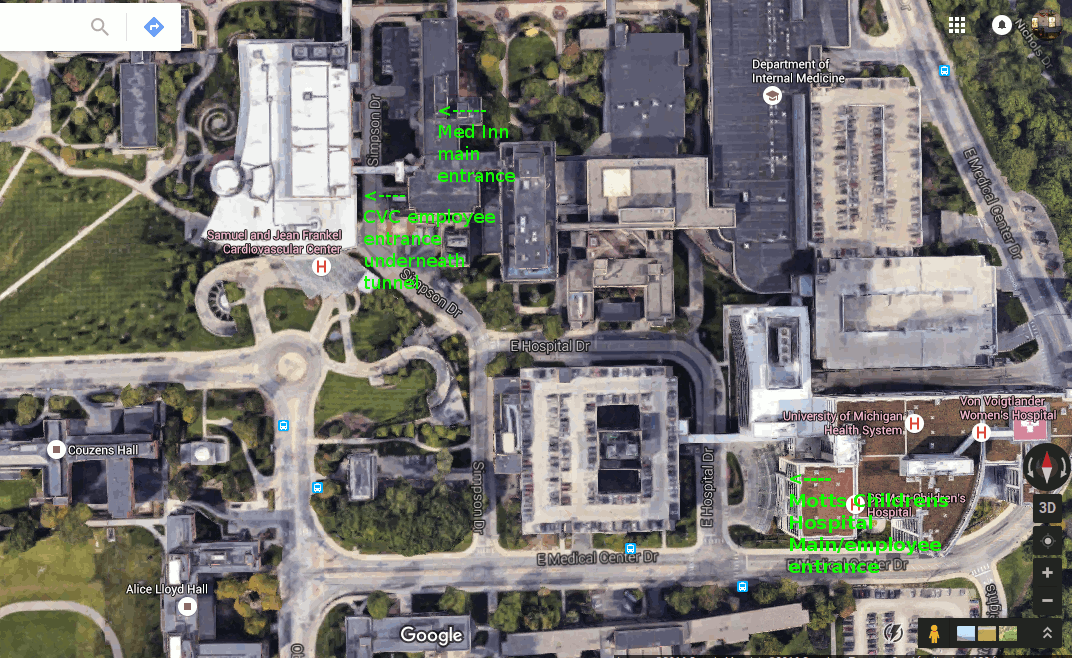 Nichols Dr
Department of
Internal Medicine
<-----
Med Inn
main
entrance
Simpson Dr
E Medical Center Dr
<----
CVC employee
entrance
underneath
tunnel
Samuel and Jean Frankel
Cardiovascular Center
H
Simpson Dr
E Hospital Dr
Von Voigtlander
Women's Hospital
University of Michigan
Health System
H
H
Couzens Hall
Simpson Dr
E Hospital Dr
<----
Motts Childrens
Hospital
Main/employee
entrance
CS Mott Children's
Hospital
3D
E Medical Center Dr
Alice Lloyd Hall
Google